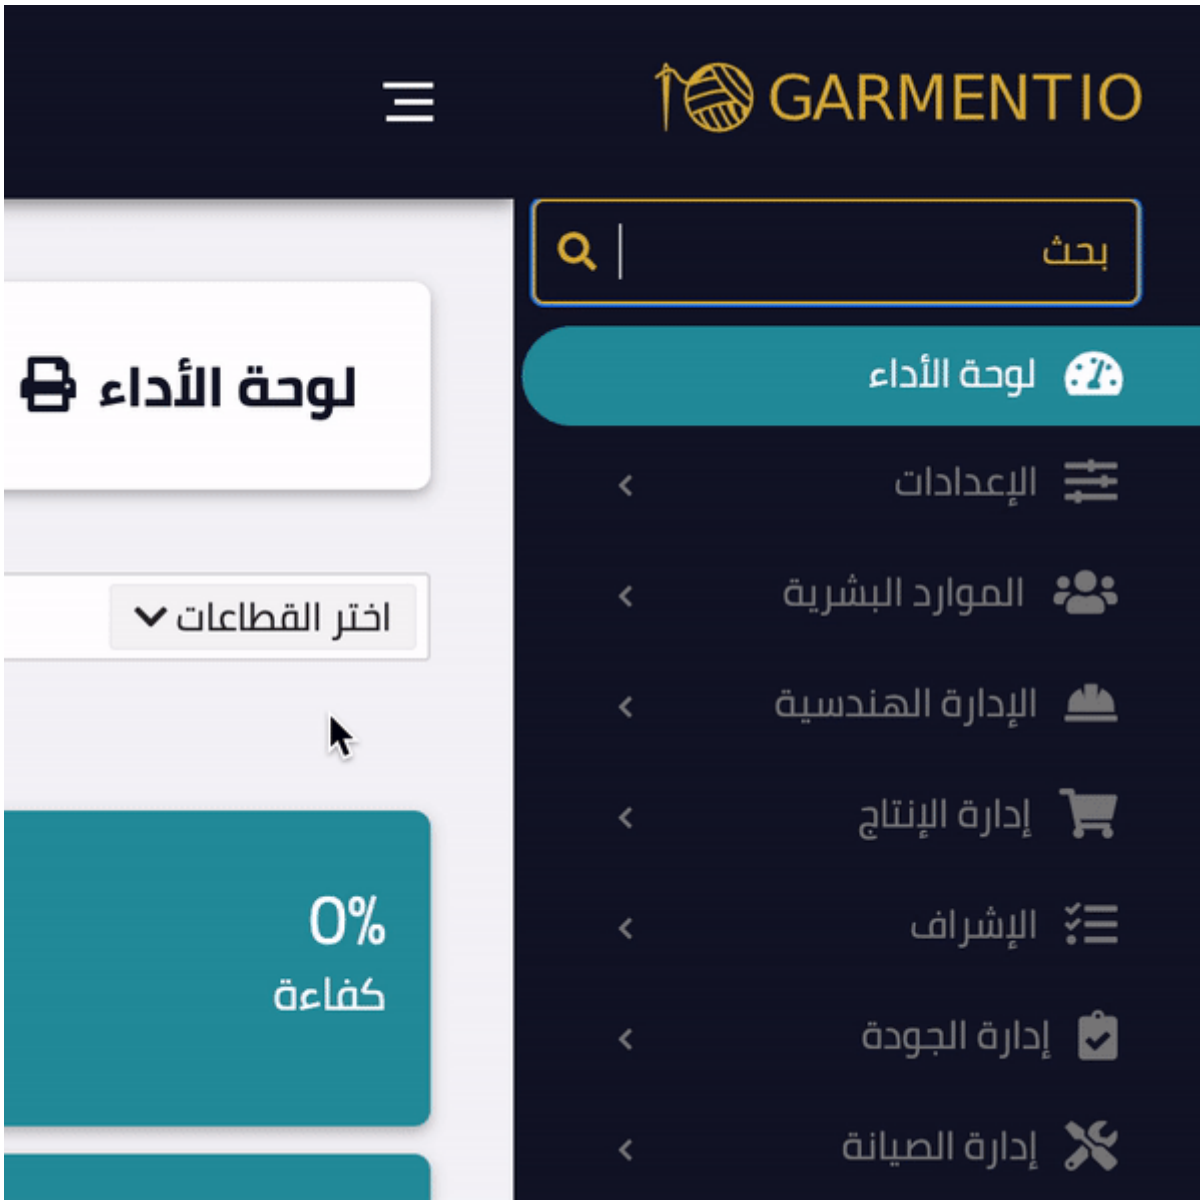 GARMENTIO
بحث
لوحة الأداء
الإعدادات
الموارد البشرية
الإدارة الهندسية
إدارة الإنتاج
الإشراف
إدارة الجودة
إدارة الصيانة
لوحة الأداء
اختر القطاعات
0%
كفاءة